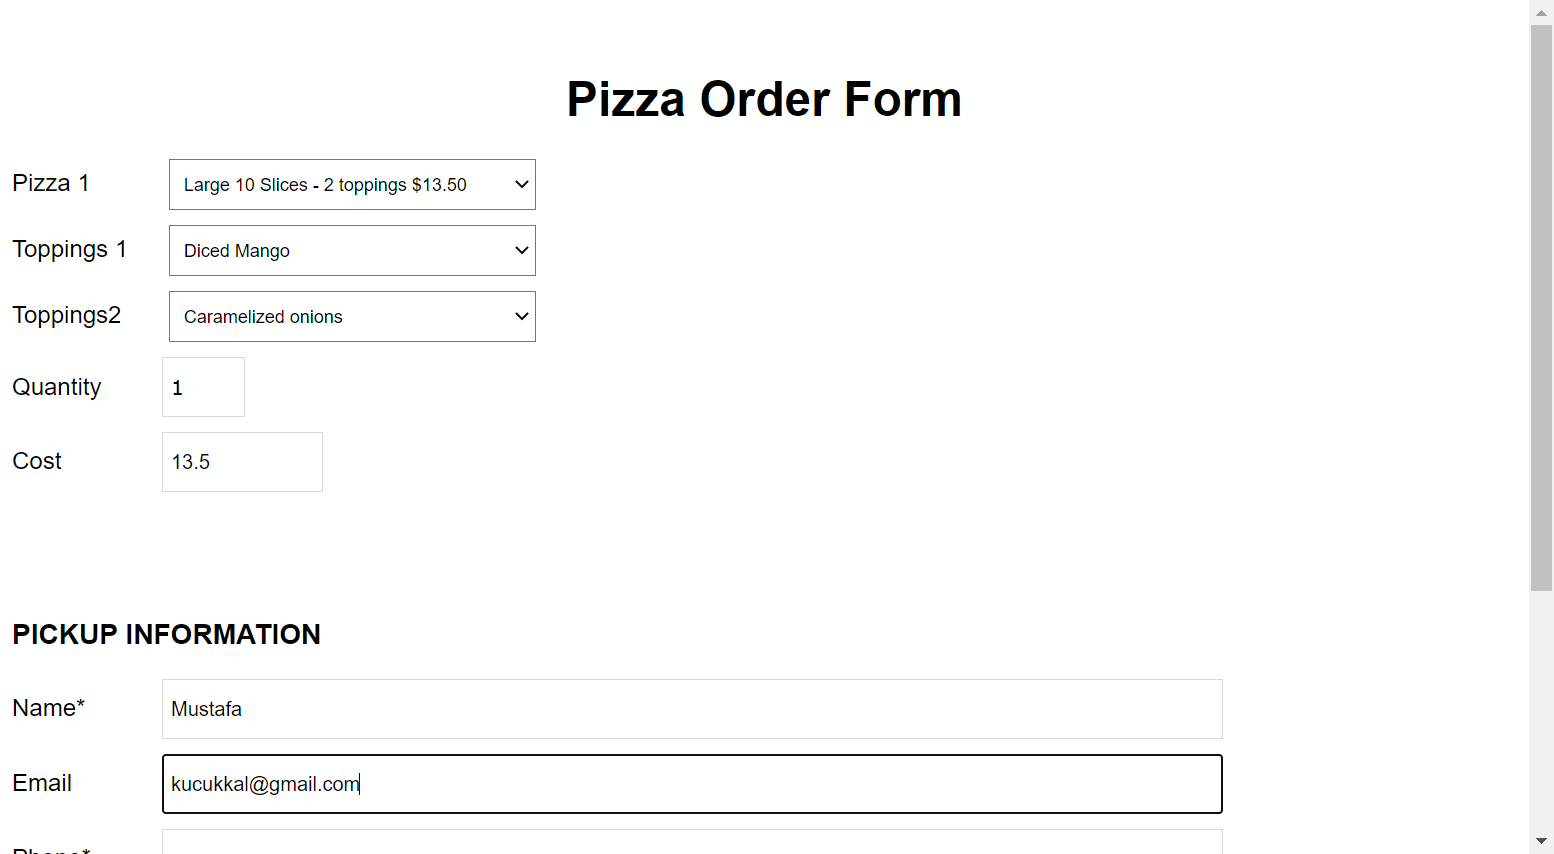 Pizza Order Form
Pizza 1 Large 10 Slices - 2 toppings $13.50
Toppings 1 Diced Mango
Toppings2 Caramelized onions
Quantity 1
Cost 13.5
PICKUP INFORMATION
Name* Mustafa
Email kucukkal@gmail.com
Phone*